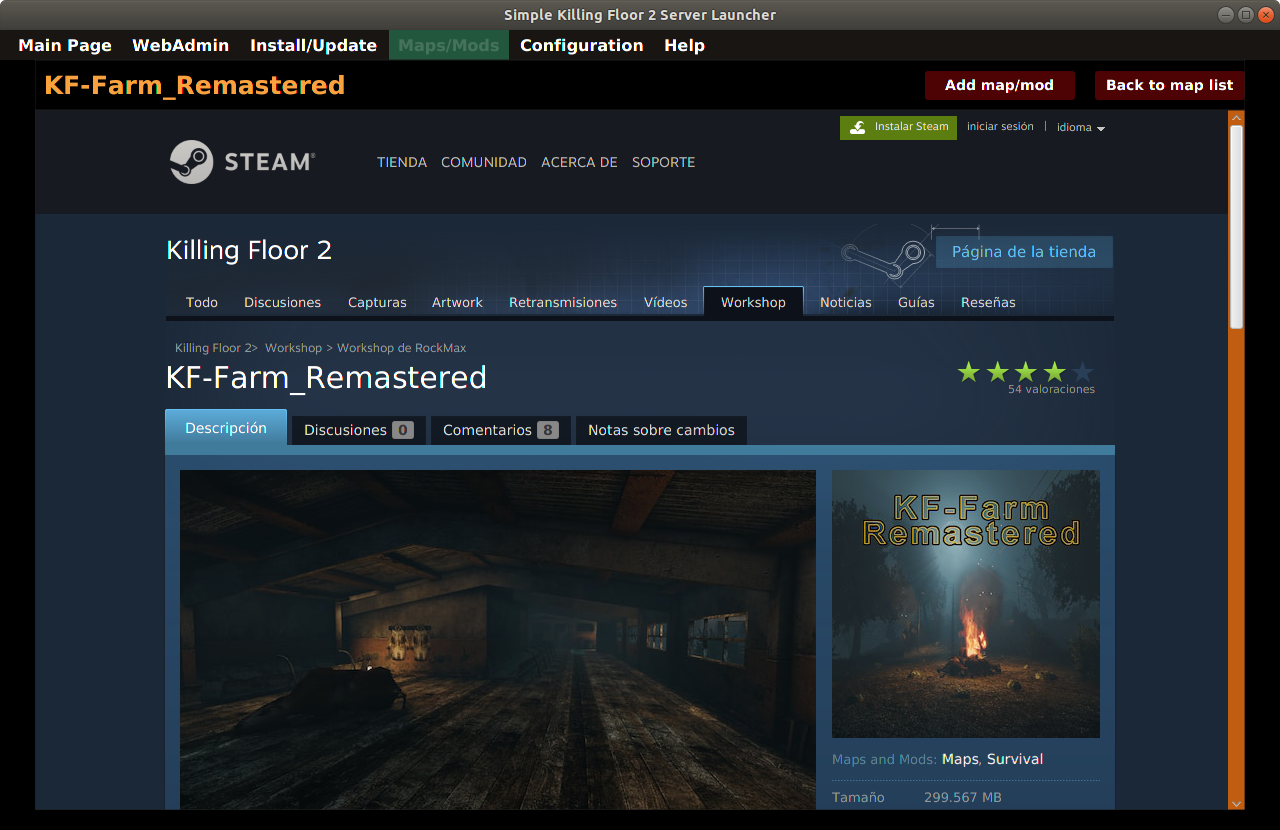 Simple Killing Floor 2 Server Launcher
Main Page WebAdmin Install/Update Maps/Mods Configuration Help
KF-Farm_Remastered Add map/mod Back to map list
Instalar Steam iniciar sesión | idioma
STEAM® TIENDA COMUNIDAD ACERCA DE SOPORTE
Killing Floor 2 Página de la tienda
Todo Discusiones Capturas Artwork Retransmisiones Vídeos Workshop Noticias Guías Reseñas
Killing Floor 2> Workshop > Workshop de RockMax
KF-Farm_Remastered
54 valoraciones
Descripción Discusiones 0 Comentarios 8 Notas sobre cambios
KF-Farm
Remastered
Maps and Mods: Maps, Survival
Tamaño 299.567 MB